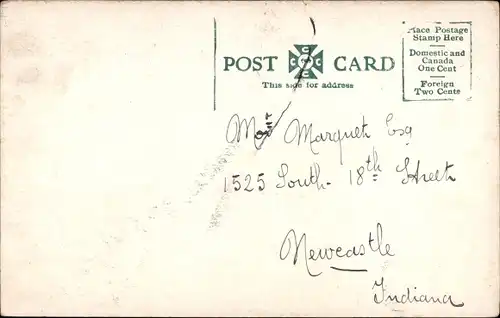 Place Postage
Stamp Here
Domestic and
Canada
One Cent
Foreign
Two Cents
POST CARD
This side for address
Mr Marquet Esq
1525 South 18th Street
Newcastle
Indiana